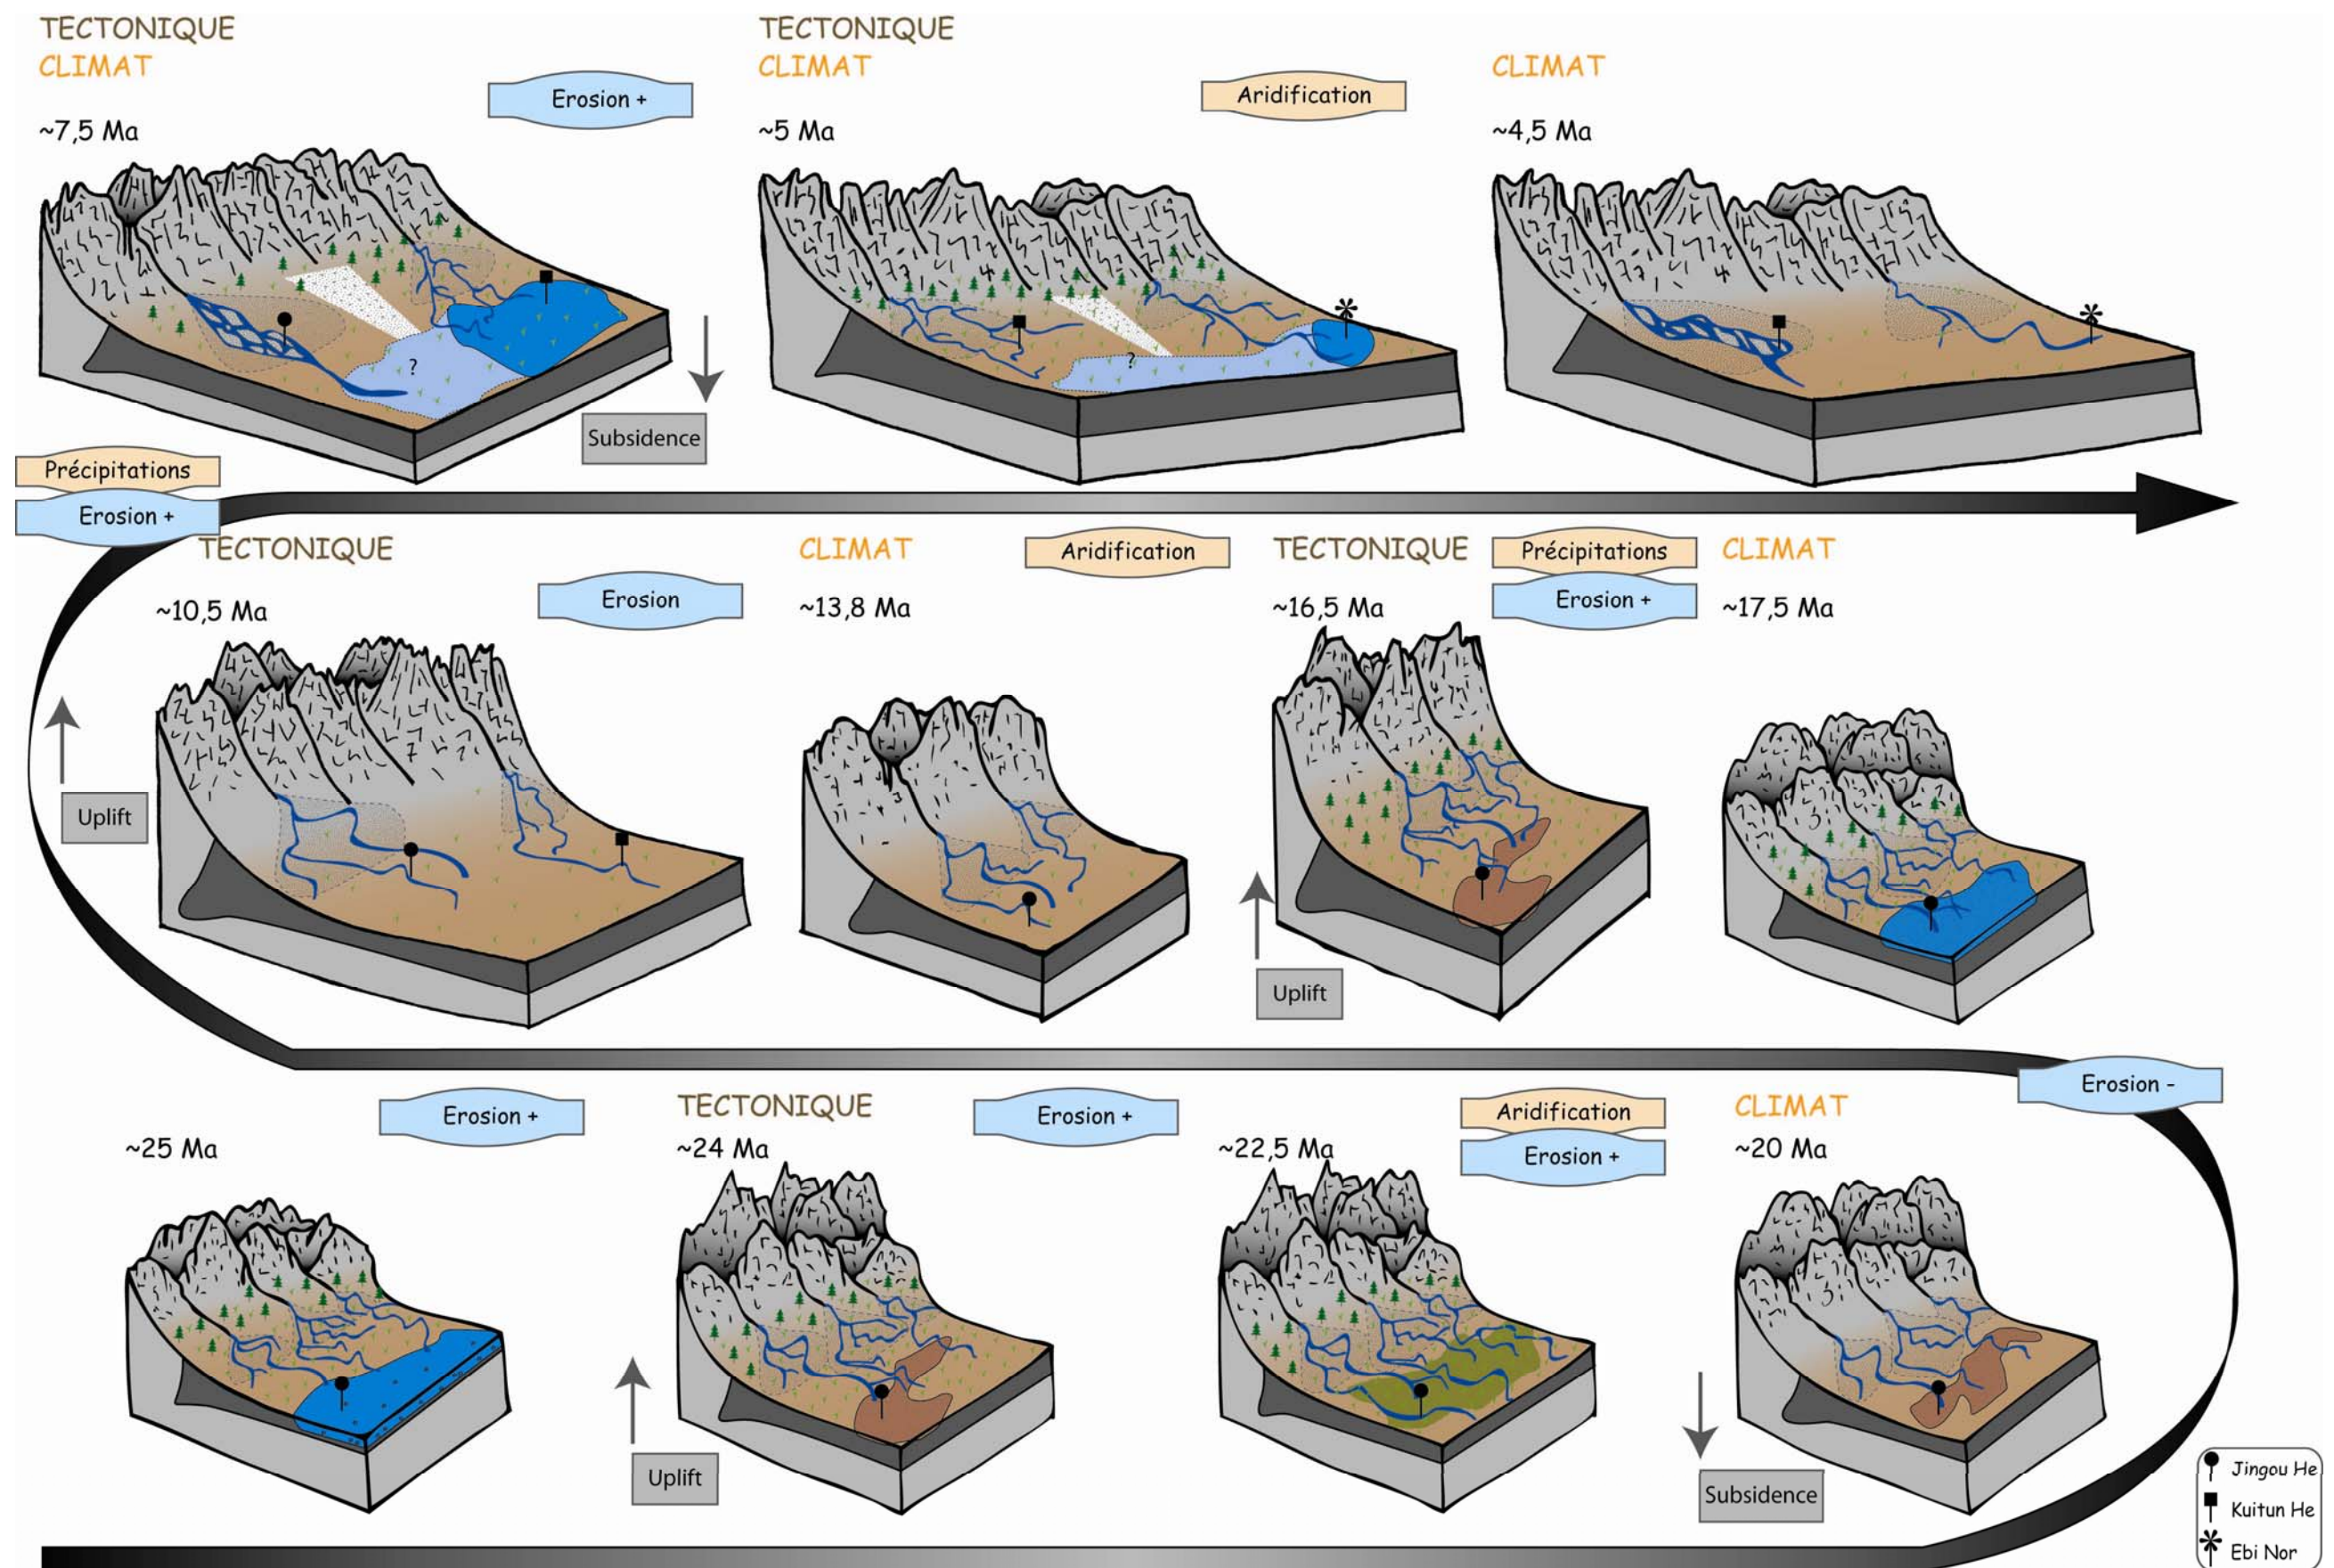 TECTONIQUE
CLIMAT
~7,5 Ma
Erosion +
TECTONIQUE
CLIMAT
~5 Ma
Aridification
CLIMAT
~4,5 Ma
?
Subsidence
?
Précipitations
Erosion +
TECTONIQUE
~10,5 Ma
Erosion
CLIMAT
~13,8 Ma
Aridification
TECTONIQUE
~16,5 Ma
Précipitations
Erosion +
CLIMAT
~17,5 Ma
Uplift
Uplift
Erosion -
~25 Ma
Erosion +
TECTONIQUE
~24 Ma
Erosion +
~22,5 Ma
Aridification
Erosion +
CLIMAT
~20 Ma
Uplift
Subsidence
Jingou He
Kuitun He
Ebi Nor